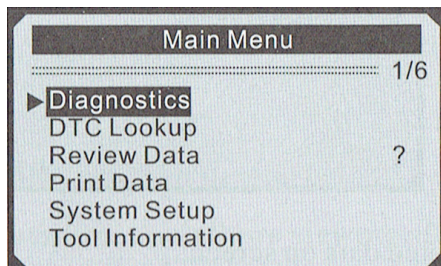 Main Menu
1/6
Diagnostics
DTC Lookup
Review Data ?
Print Data
System Setup
Tool Information